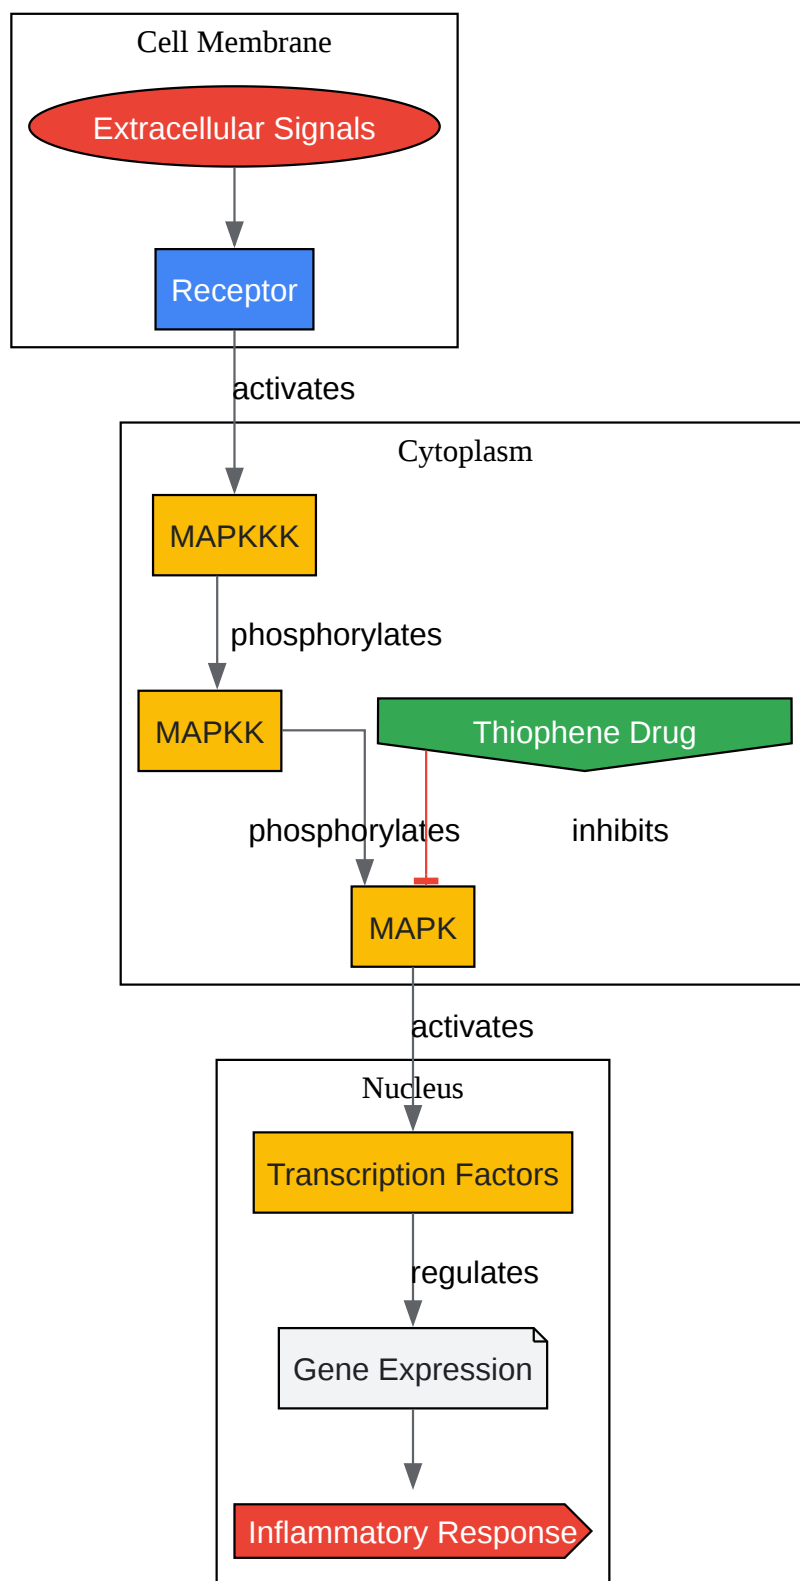 Cell Membrane
Extracellular Signals
Receptor
activates
Cytoplasm
MAPKKK
phosphorylates
MAPKK
Thiophene Drug
phosphorylates
inhibits
MAPK
activates
Nucleus
Transcription Factors
regulates
Gene Expression
Inflammatory Response